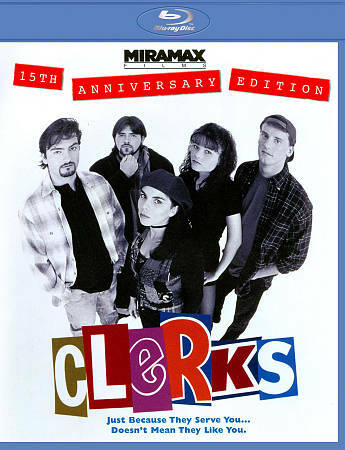 Blu-ray Disc
MIRAMAX
FILMS
15TH ANNIVERSARY EDITION
CLeRKS
Just Because They Serve You...
Doesn't Mean They Like You.